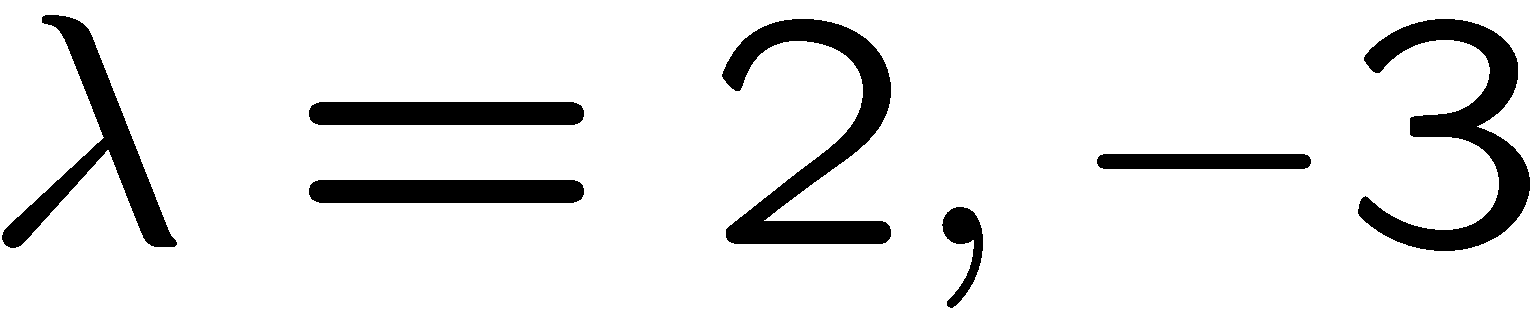 λ = 2, −3